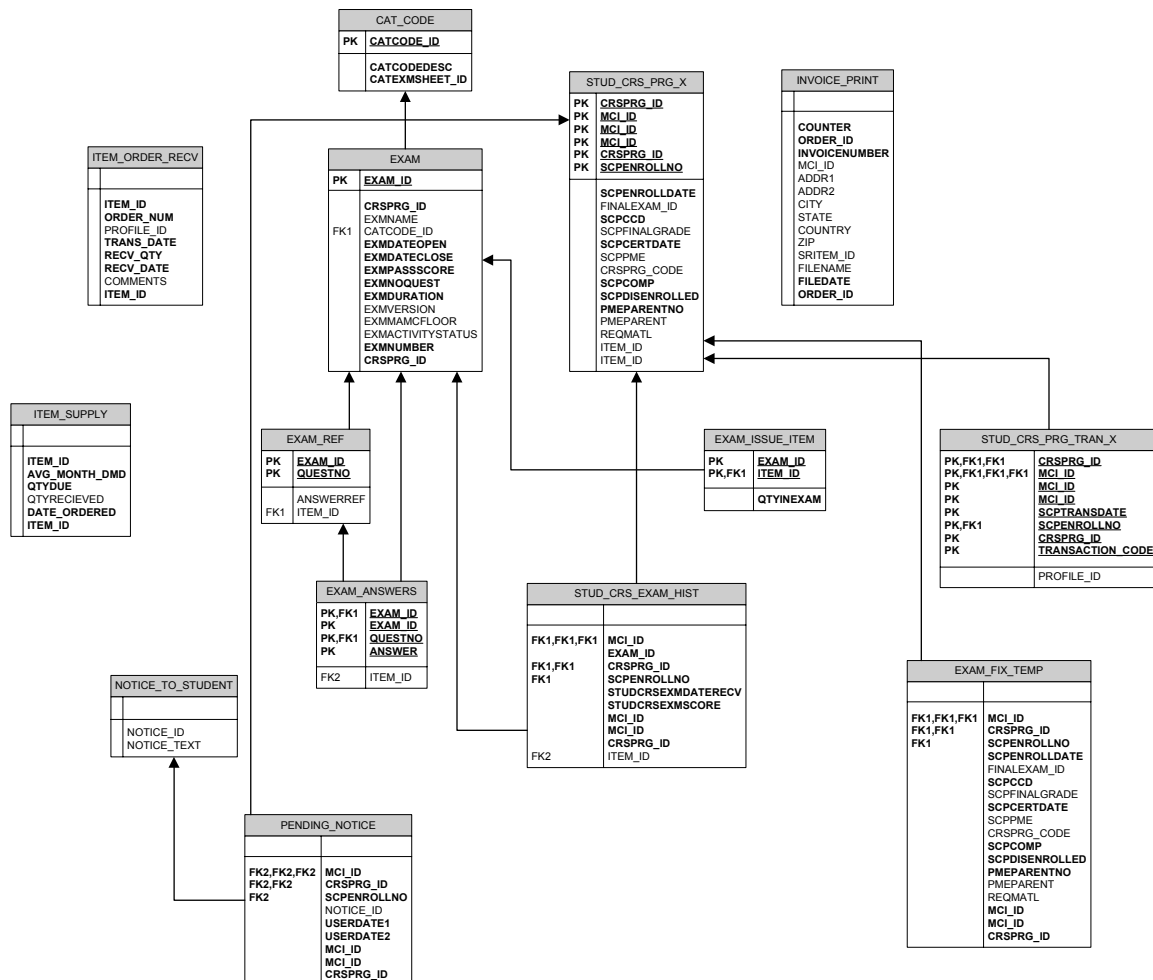 CAT_CODE
PK CATCODE_ID
CATCODEDESC
CATEXMSHEET_ID
STUD_CRS_PRG_X
PK CRSPRG_ID
PK MCI_ID
PK MCI_ID
PK MCI_ID
PK CRSPRG_ID
PK SCPENROLLNO
SCPENROLLDATE
FINALEXAM_ID
SCPCCD
SCPFINALGRADE
SCPCERTDATE
SCPPME
CRSPRG_CODE
SCPCOMP
SCPDISENROLLED
PMEPARENTNO
PMEPARENT
REQMATL
ITEM_ID
ITEM_ID
INVOICE_PRINT
COUNTER
ORDER_ID
INVOICENUMBER
MCI_ID
ADDR1
ADDR2
CITY
STATE
COUNTRY
ZIP
SRITEM_ID
FILENAME
FILEDATE
ORDER_ID
ITEM_ORDER_RECV
ITEM_ID
ORDER_NUM
PROFILE_ID
TRANS_DATE
RECV_QTY
RECV_DATE
COMMENTS
ITEM_ID
EXAM
PK EXAM_ID
CRSPRG_ID
EXMNAME
FK1 CATCODE_ID
EXMDATEOPEN
EXMDATECLOSE
EXMPASSSCORE
EXMNOQUEST
EXMDURATION
EXMVERSION
EXMMAMCFLOOR
EXMACTIVITYSTATUS
EXMNUMBER
CRSPRG_ID
ITEM_SUPPLY
ITEM_ID
AVG_MONTH_DMD
QTYDUE
QTYRECIEVED
DATE_ORDERED
ITEM_ID
EXAM_REF
PK EXAM_ID
PK QUESTNO
ANSWERREF
FK1 ITEM_ID
EXAM_ISSUE_ITEM
PK EXAM_ID
PK,FK1 ITEM_ID
QTYINEXAM
STUD_CRS_PRG_TRAN_X
PK,FK1,FK1 CRSPRG_ID
PK,FK1,FK1,FK1 MCI_ID
PK MCI_ID
PK MCI_ID
PK SCPTRANSDATE
PK,FK1 SCPENROLLNO
PK CRSPRG_ID
PK TRANSACTION_CODE
PROFILE_ID
EXAM_ANSWERS
PK,FK1 EXAM_ID
PK EXAM_ID
PK,FK1 QUESTNO
PK ANSWER
FK2 ITEM_ID
STUD_CRS_EXAM_HIST
FK1,FK1,FK1 MCI_ID
EXAM_ID
FK1,FK1 CRSPRG_ID
FK1 SCPENROLLNO
STUDCRSEXMDATERECV
STUDCRSEXMSCORE
MCI_ID
MCI_ID
CRSPRG_ID
FK2 ITEM_ID
NOTICE_TO_STUDENT
NOTICE_ID
NOTICE_TEXT
EXAM_FIX_TEMP
FK1,FK1,FK1 MCI_ID
FK1,FK1 CRSPRG_ID
FK1 SCPENROLLNO
SCPENROLLDATE
FINALEXAM_ID
SCPCCD
SCPFINALGRADE
SCPCERTDATE
SCPPME
CRSPRG_CODE
SCPCOMP
SCPDISENROLLED
PMEPARENTNO
PMEPARENT
REQMATL
MCI_ID
MCI_ID
CRSPRG_ID
PENDING_NOTICE
FK2,FK2,FK2 MCI_ID
FK2,FK2 CRSPRG_ID
FK2 SCPENROLLNO
NOTICE_ID
USERDATE1
USERDATE2
MCI_ID
MCI_ID
CRSPRG_ID